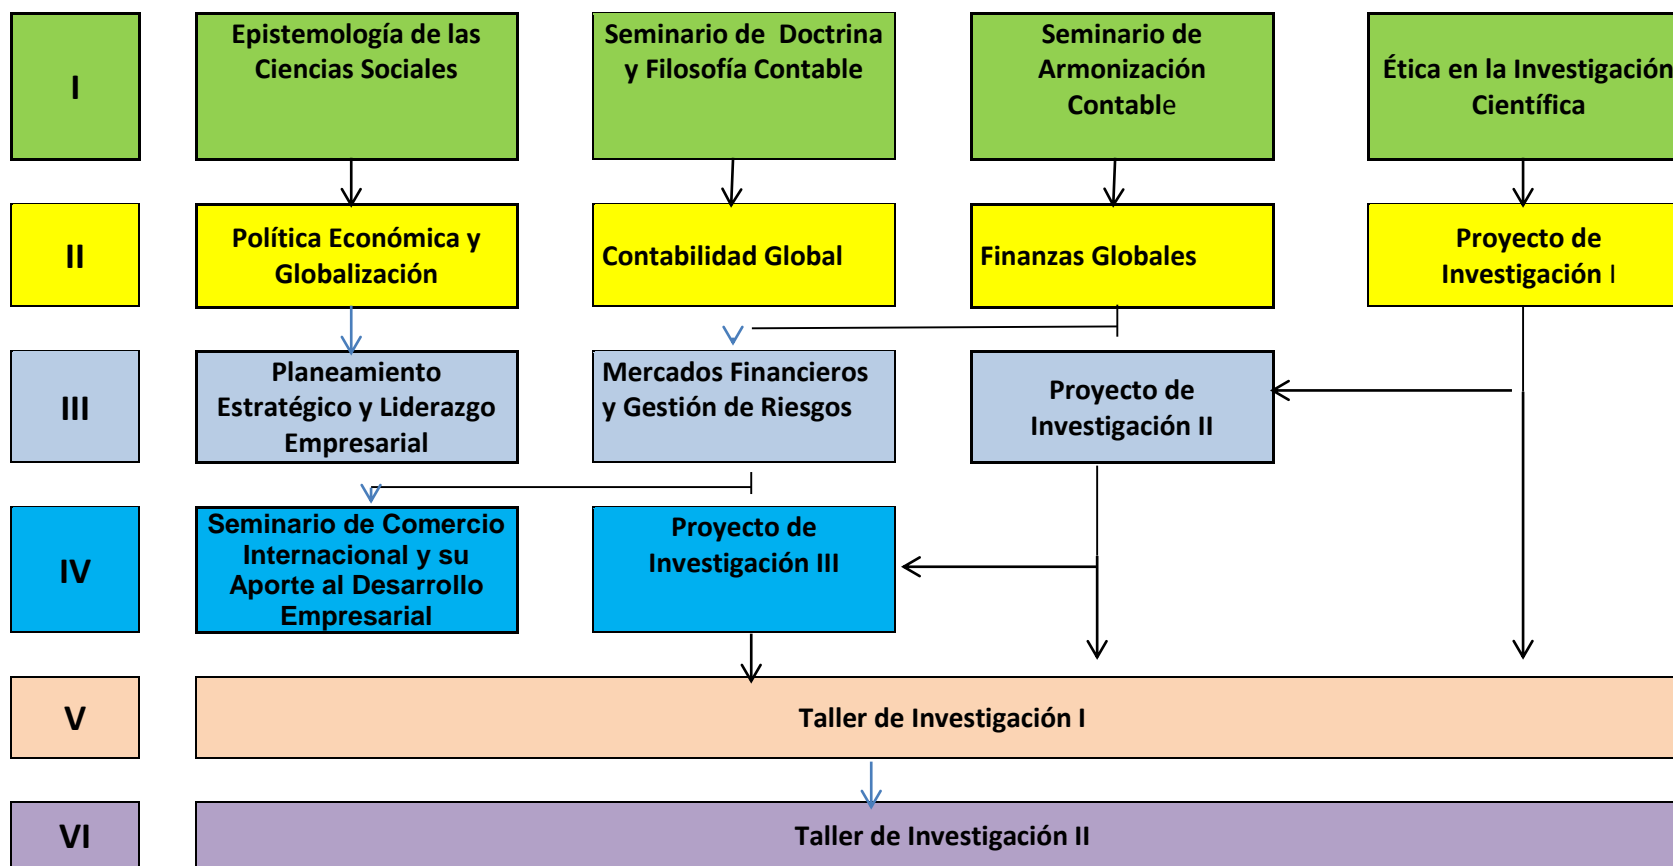 I
Epistemología de las
Ciencias Sociales
Seminario de Doctrina
y Filosofía Contable
Seminario de
Armonización
Contable
Ética en la Investigación
Científica
II
Política Económica y
Globalización
Contabilidad Global
Finanzas Globales
Proyecto de
Investigación I
III
Planeamiento
Estratégico y Liderazgo
Empresarial
Mercados Financieros
y Gestión de Riesgos
Proyecto de
Investigación II
IV
Seminario de Comercio
Internacional y su
Aporte al Desarrollo
Empresarial
Proyecto de
Investigación III
V
Taller de Investigación I
VI
Taller de Investigación II